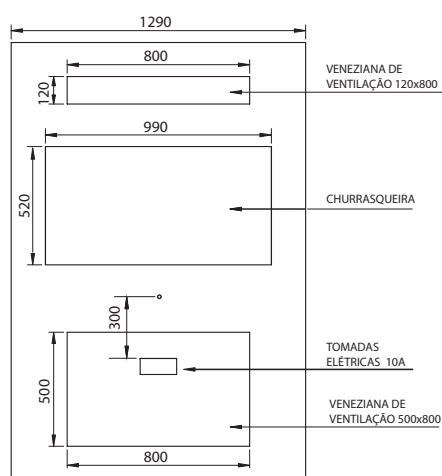 1290
800
120
VENEZIANA DE
VENTILAÇÃO 120x800
990
520
CHURRASQUEIRA
300
TOMADAS
ELÉTRICAS 10A
500
VENEZIANA DE
VENTILAÇÃO 500x800
800